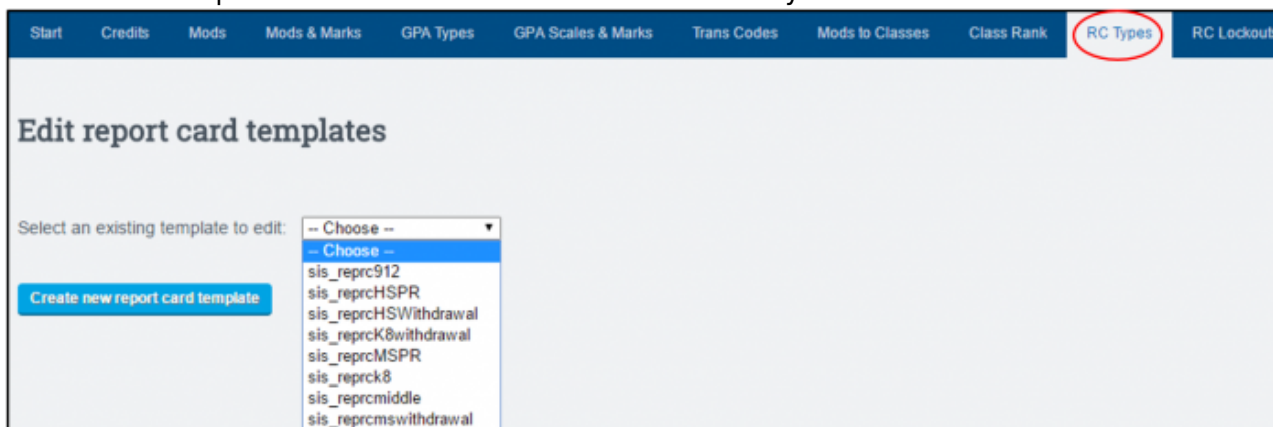 Start Credits Mods Mods & Marks GPA Types GPA Scales & Marks Trans Codes Mods to Classes Class Rank RC Types RC Lockout
Edit report card templates
Select an existing template to edit: -- Choose --
-- Choose --
sis_reprc912
Create new report card template sis_reprcHSPR
sis_reprcHSWithdrawal
sis_reprcK8withdrawal
sis_reprcMSPR
sis_reprck8
sis_reprcmiddle
sis_reprcmswithdrawal